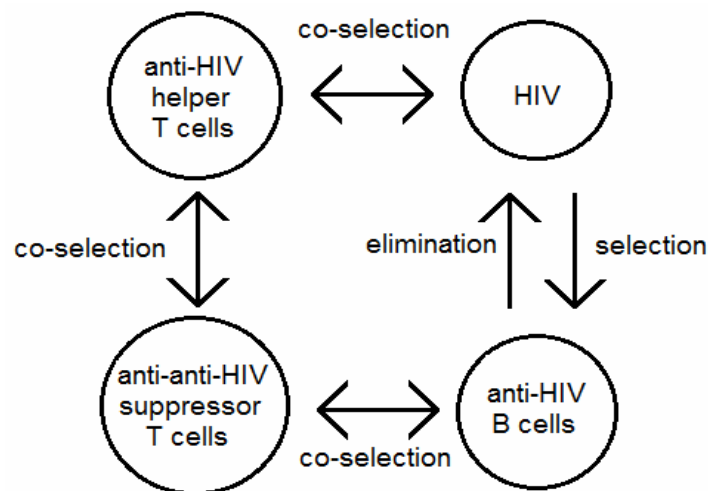 co-selection
anti-HIV
helper
T cells
HIV
co-selection
elimination
selection
anti-anti-HIV
suppressor
T cells
anti-HIV
B cells
co-selection